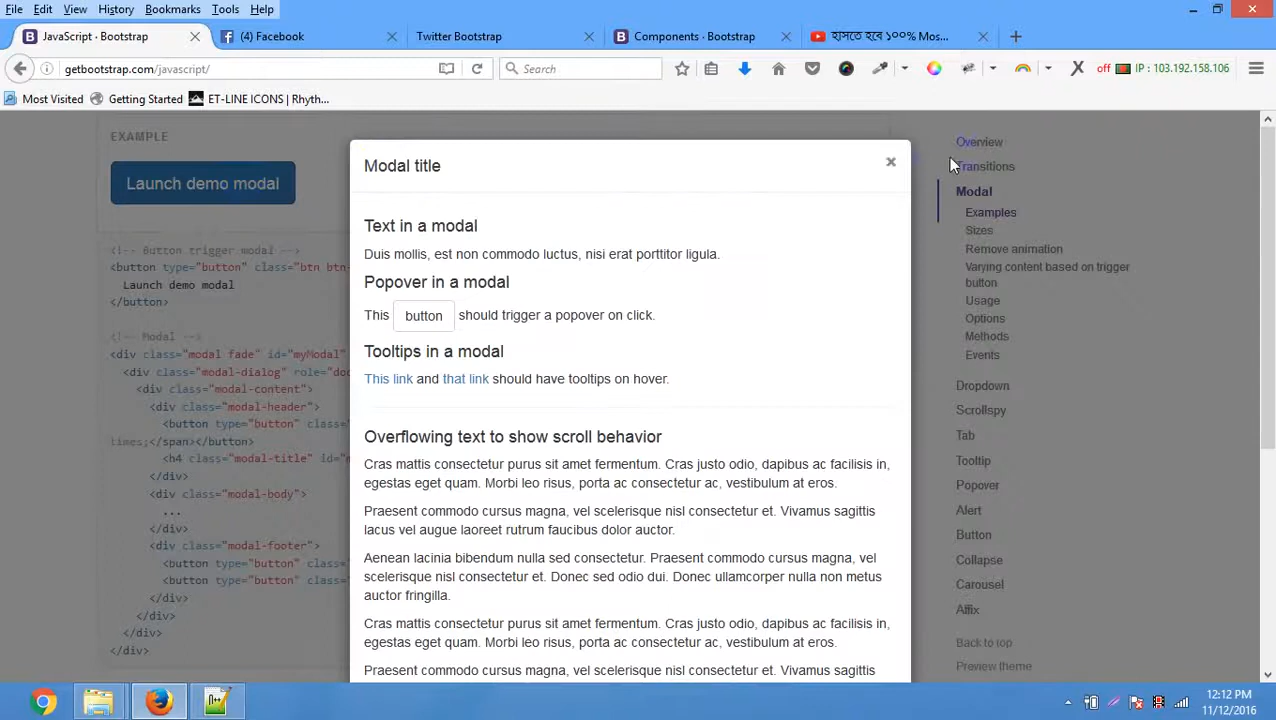 File Edit View History Bookmarks Tools Help
JavaScript · Bootstrap
(4) Facebook
Twitter Bootstrap
Components · Bootstrap
হাসতে হবে ১০০% Mos...
getbootstrap.com/javascript/
Search
off IP : 103.192.158.106
Most Visited Getting Started ET-LINE ICONS | Rhyth...
EXAMPLE
Launch demo modal
<!-- Button trigger modal -->
<button type="button" class="btn btn-
Launch demo modal
</button>
<!-- Modal -->
<div class="modal fade" id="myModal"
<div class="modal-dialog" role="doc
<div class="modal-content">
<div class="modal-header">
<button type="button" class="
times;</span></button>
<h4 class="modal-title" id="m
</div>
<div class="modal-body">
...
</div>
<div class="modal-footer">
<button type="button" class="
<button type="button" class="
</div>
</div>
</div>
</div>
Modal title
×
Text in a modal
Duis mollis, est non commodo luctus, nisi erat porttitor ligula.
Popover in a modal
This button should trigger a popover on click.
Tooltips in a modal
This link and that link should have tooltips on hover.
Overflowing text to show scroll behavior
Cras mattis consectetur purus sit amet fermentum. Cras justo odio, dapibus ac facilisis in,
egestas eget quam. Morbi leo risus, porta ac consectetur ac, vestibulum at eros.
Praesent commodo cursus magna, vel scelerisque nisl consectetur et. Vivamus sagittis
lacus vel augue laoreet rutrum faucibus dolor auctor.
Aenean lacinia bibendum nulla sed consectetur. Praesent commodo cursus magna, vel
scelerisque nisl consectetur et. Donec sed odio dui. Donec ullamcorper nulla non metus
auctor fringilla.
Cras mattis consectetur purus sit amet fermentum. Cras justo odio, dapibus ac facilisis in,
egestas eget quam. Morbi leo risus, porta ac consectetur ac, vestibulum at eros.
Praesent commodo cursus magna, vel scelerisque nisl consectetur et. Vivamus sagittis
Overview
Transitions
Modal
Examples
Sizes
Remove animation
Varying content based on trigger
button
Usage
Options
Methods
Events
Dropdown
Scrollspy
Tab
Tooltip
Popover
Alert
Button
Collapse
Carousel
Affix
Back to top
Preview theme
12:12 PM
11/12/2016